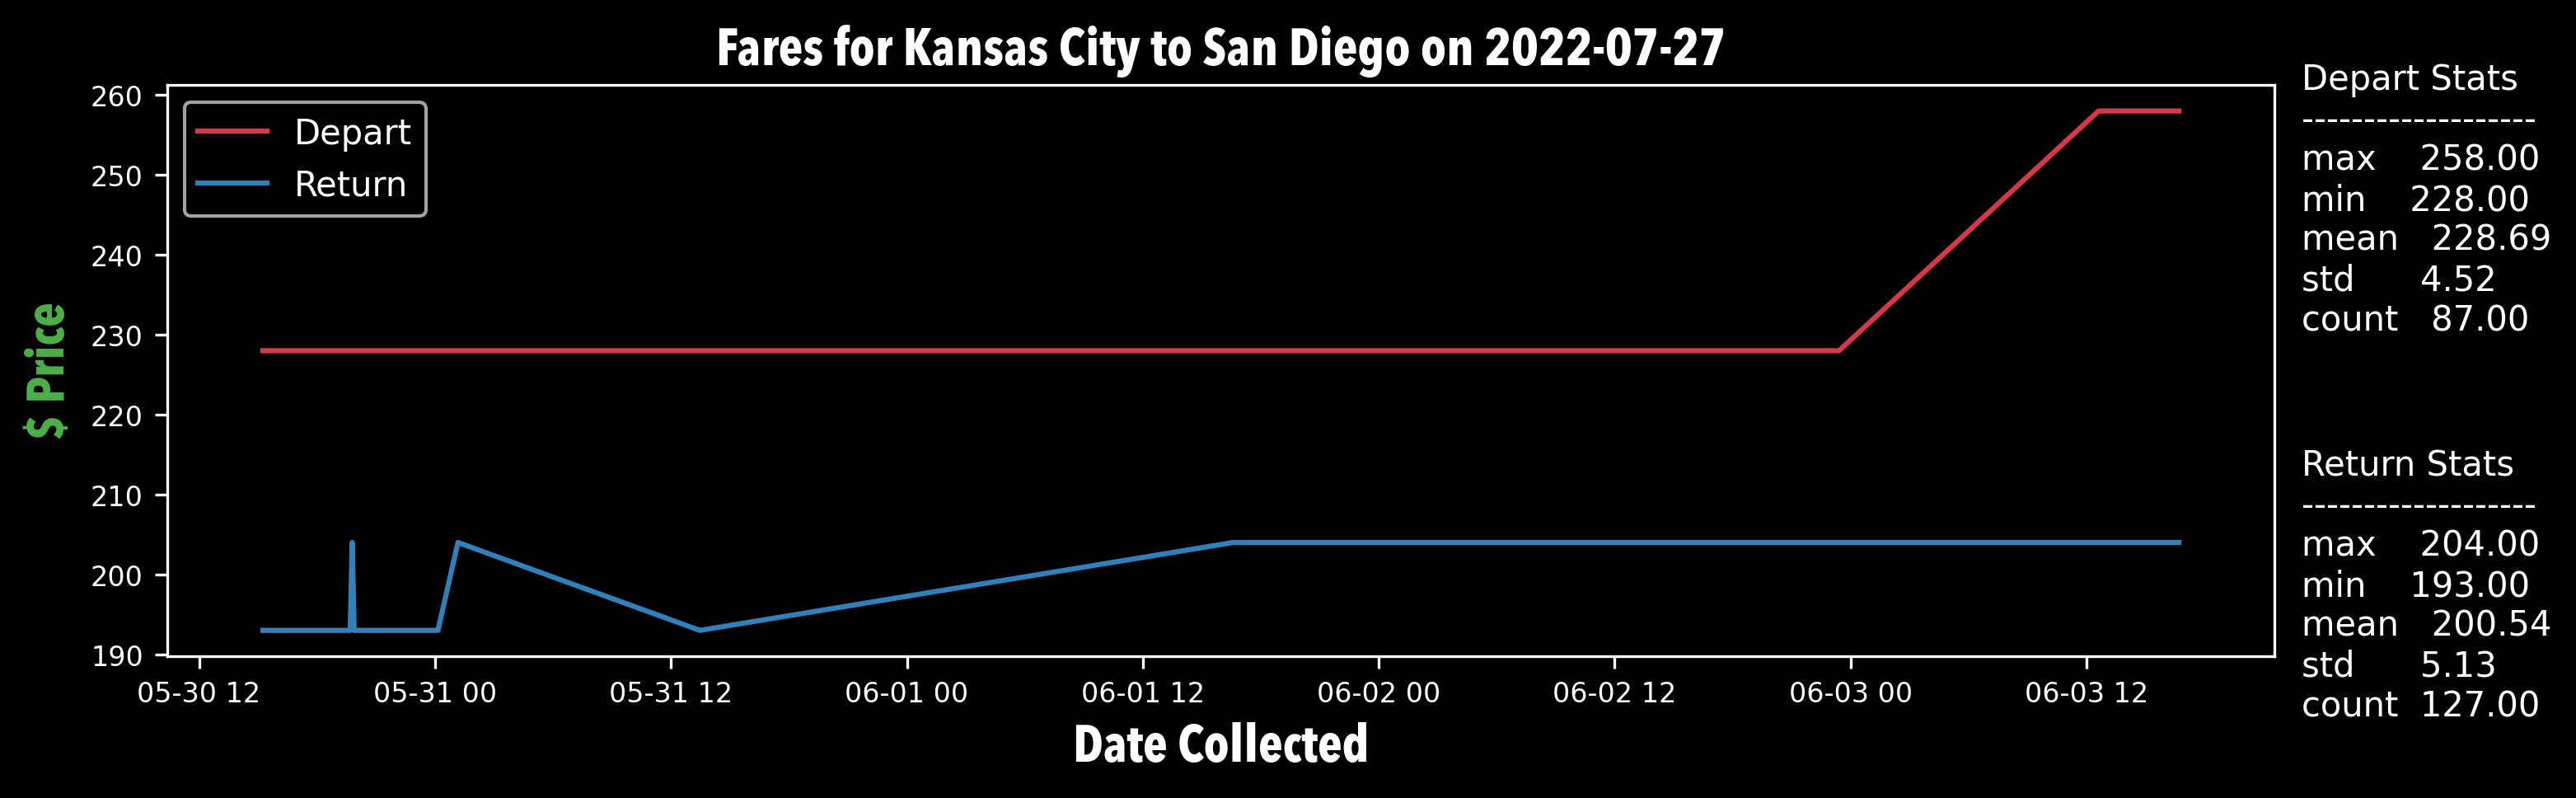 Fares for Kansas City to San Diego on 2022-07-27
260
250
240
230
220
210
200
190
$ Price
Depart
Return
05-30 12
05-31 00
05-31 12
06-01 00
06-01 12
06-02 00
06-02 12
06-03 00
06-03 12
Date Collected
Depart Stats
-------------------
max 258.00
min 228.00
mean 228.69
std 4.52
count 87.00
Return Stats
-------------------
max 204.00
min 193.00
mean 200.54
std 5.13
count 127.00